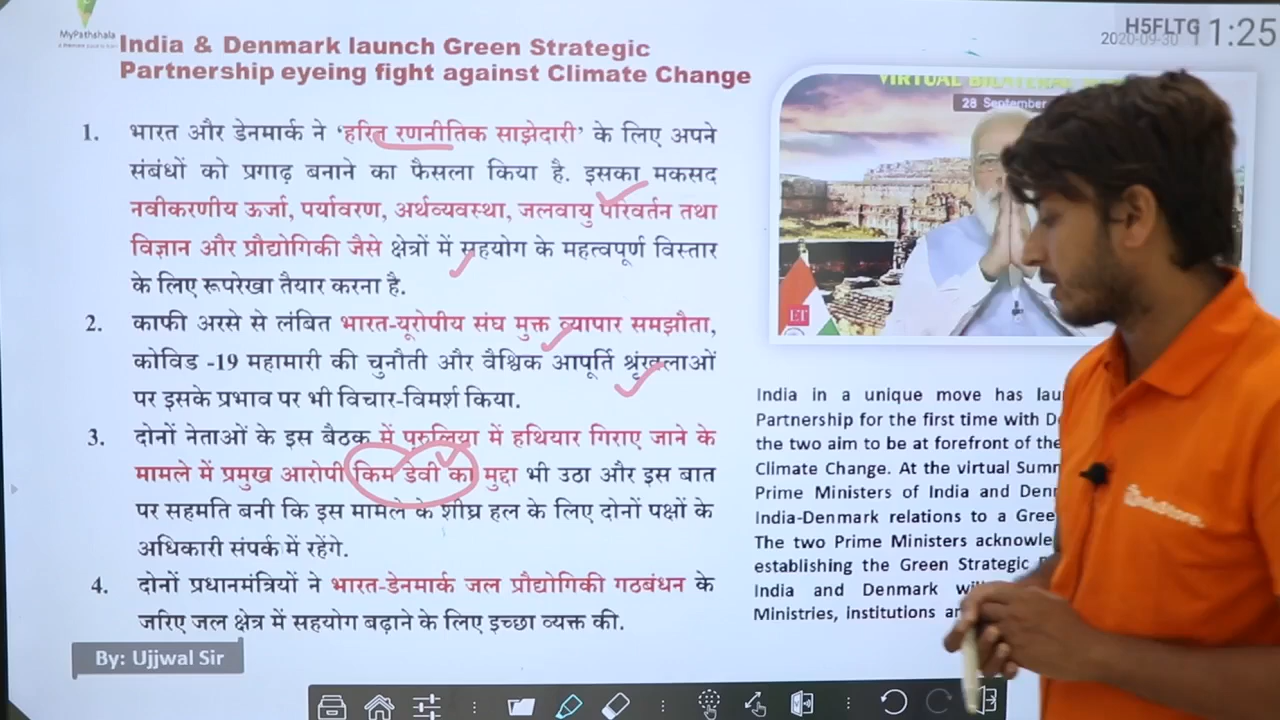 MyPathshala
India & Denmark launch Green Strategic
Partnership eyeing fight against Climate Change
1. भारत और डेनमार्क ने ‘हरित रणनीतिक साझेदारी’ के लिए अपने
संबंधों को प्रगाढ़ बनाने का फैसला किया है. इसका मकसद
नवीकरणीय ऊर्जा, पर्यावरण, अर्थव्यवस्था, जलवायु परिवर्तन तथा
विज्ञान और प्रौद्योगिकी जैसे क्षेत्रों में सहयोग के महत्वपूर्ण विस्तार
के लिए रूपरेखा तैयार करना है.
2. काफी अरसे से लंबित भारत-यूरोपीय संघ मुक्त व्यापार समझौता,
कोविड -19 महामारी की चुनौती और वैश्विक आपूर्ति श्रृंखलाओं
पर इसके प्रभाव पर भी विचार-विमर्श किया.
3. दोनों नेताओं के इस बैठक में पुरुलिया में हथियार गिराए जाने के
मामले में प्रमुख आरोपी किम डेवी का मुद्दा भी उठा और इस बात
पर सहमति बनी कि इस मामले के शीघ्र हल के लिए दोनों पक्षों के
अधिकारी संपर्क में रहेंगे.
4. दोनों प्रधानमंत्रियों ने भारत-डेनमार्क जल प्रौद्योगिकी गठबंधन के
जरिए जल क्षेत्र में सहयोग बढ़ाने के लिए इच्छा व्यक्त की.
By: Ujjwal Sir
H5FLTG 11:25
2020-09-30
VIRTUAL BILATERAL
28 September
ET
India in a unique move has lau
Partnership for the first time with D
the two aim to be at forefront of the
Climate Change. At the virtual Sum
Prime Ministers of India and Den
India-Denmark relations to a Gree
The two Prime Ministers acknowle
establishing the Green Strategic
India and Denmark wi
Ministries, institutions an